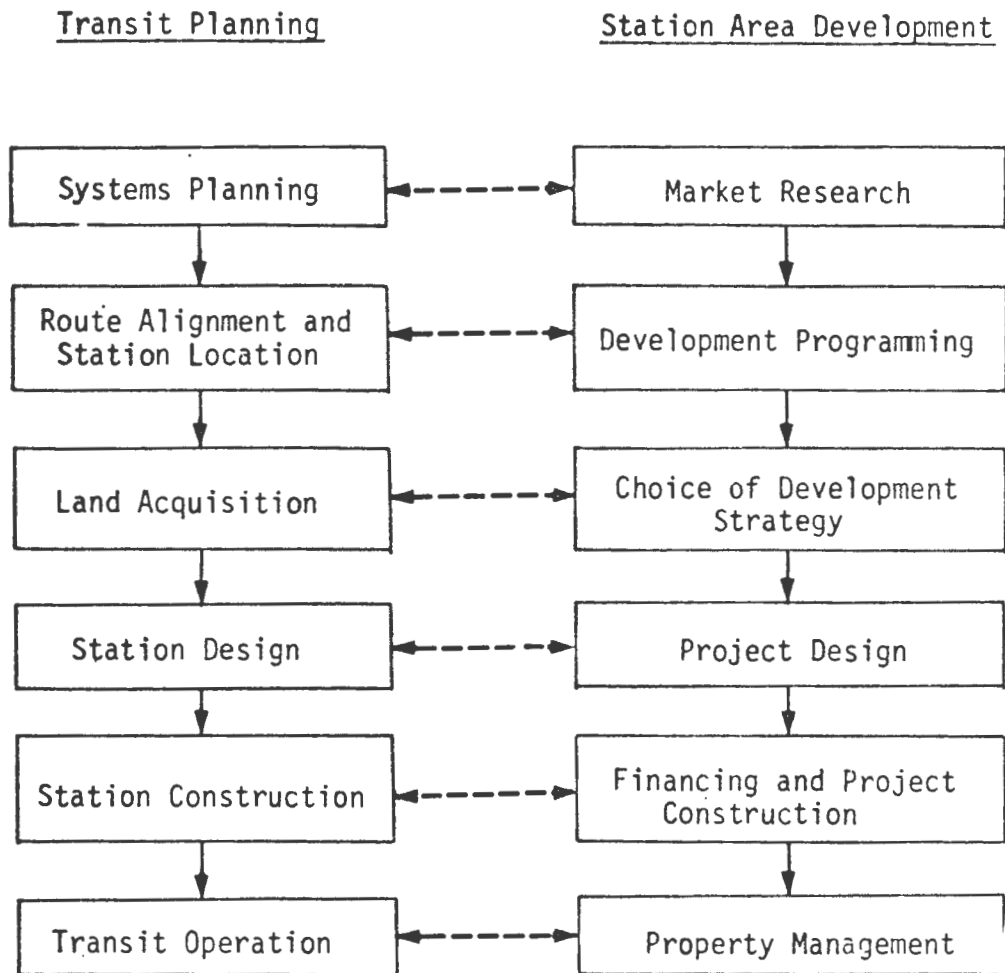 Transit Planning
Station Area Development
Systems Planning
Market Research
Route Alignment and
Station Location
Development Programming
Land Acquisition
Choice of Development
Strategy
Station Design
Project Design
Station Construction
Financing and Project
Construction
Transit Operation
Property Management